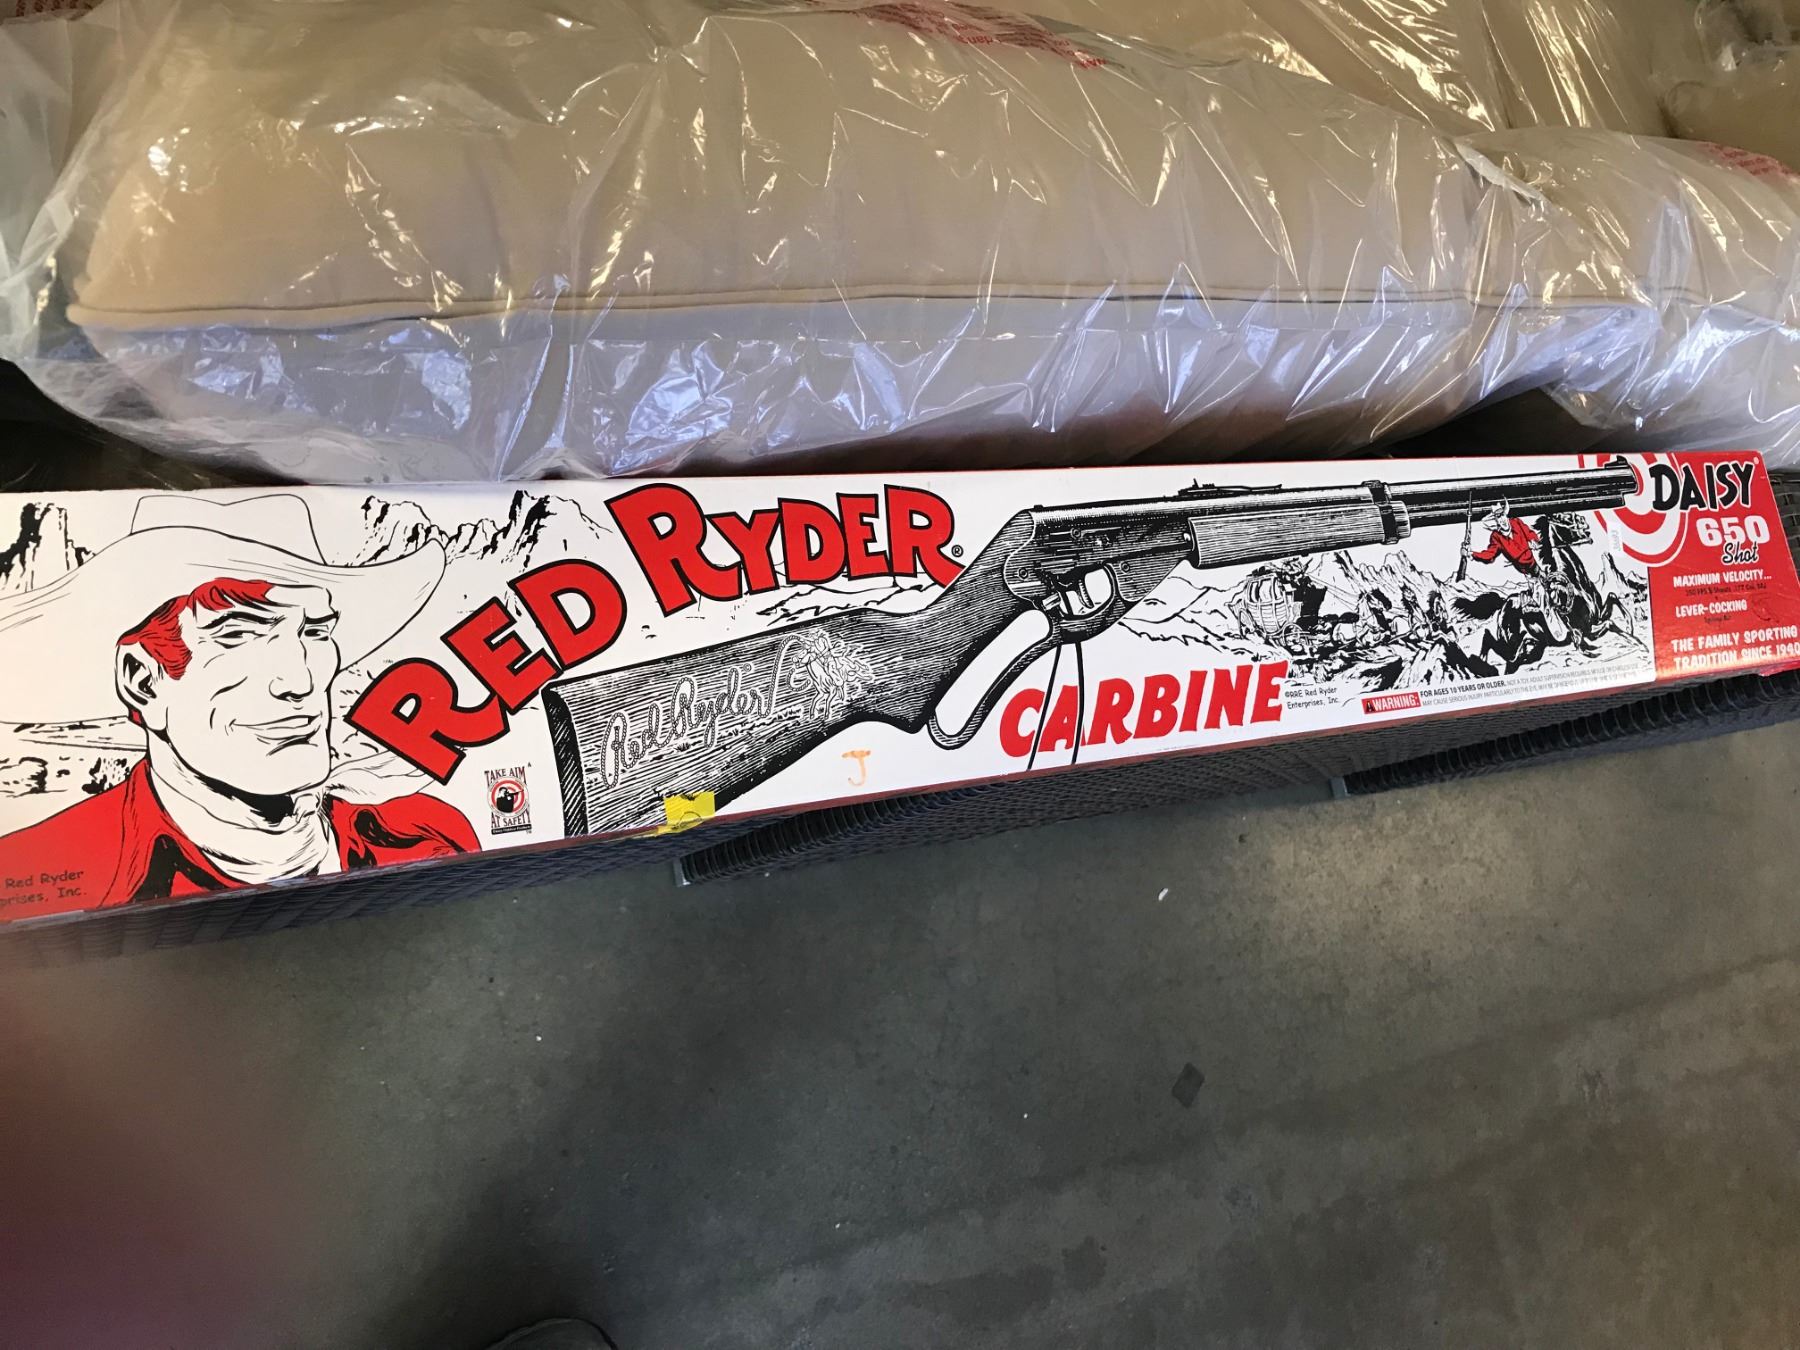 RED RYDER®
CARBINE
Red Ryder
TAKE AIM
AT SAFETY
©RRE Red Ryder
Enterprises, Inc.
WARNING:
FOR AGES 10 YEARS OR OLDER.
DAISY®
650
Shot
MAXIMUM VELOCITY...
LEVER-COCKING
THE FAMILY SPORTING
TRADITION SINCE 1940
Red Ryder
prises, Inc.
J